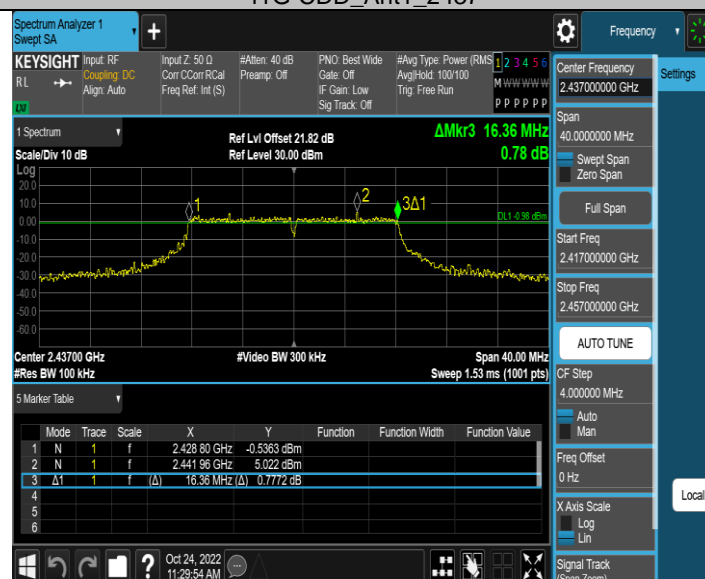 Spectrum Analyzer 1
Swept SA
+
Frequency
KEYSIGHT
RL
LXI
Input: RF
Coupling: DC
Align: Auto
Input Z: 50 Ω
Corr CCorr RCal
Freq Ref: Int (S)
#Atten: 40 dB
Preamp: Off
PNO: Best Wide
Gate: Off
IF Gain: Low
Sig Track: Off
#Avg Type: Power (RMS
Avg|Hold: 100/100
Trig: Free Run
1 2 3 4 5 6
M W W W W W
P P P P P P
1 Spectrum
Scale/Div 10 dB
Ref Lvl Offset 21.82 dB
Ref Level 30.00 dBm
ΔMkr3 16.36 MHz
0.78 dB
Log
20.0
10.0
0.00
-10.0
-20.0
-30.0
-40.0
-50.0
-60.0
1
2
3Δ1
DL1 -0.98 dBm
Center 2.43700 GHz
#Video BW 300 kHz
Span 40.00 MHz
#Res BW 100 kHz
Sweep 1.53 ms (1001 pts)
5 Marker Table
Mode Trace Scale X Y Function Function Width Function Value
1 N 1 f 2.428 80 GHz -0.5363 dBm
2 N 1 f 2.441 96 GHz 5.022 dBm
3 Δ1 1 f (Δ) 16.36 MHz (Δ) 0.7772 dB
4
5
6
Oct 24, 2022
11:29:54 AM
Center Frequency
2.437000000 GHz
Span
40.0000000 MHz
Swept Span
Zero Span
Full Span
Start Freq
2.417000000 GHz
Stop Freq
2.457000000 GHz
AUTO TUNE
CF Step
4.000000 MHz
Auto
Man
Freq Offset
0 Hz
X Axis Scale
Log
Lin
Signal Track
(Span Zoom)
Settings
Local